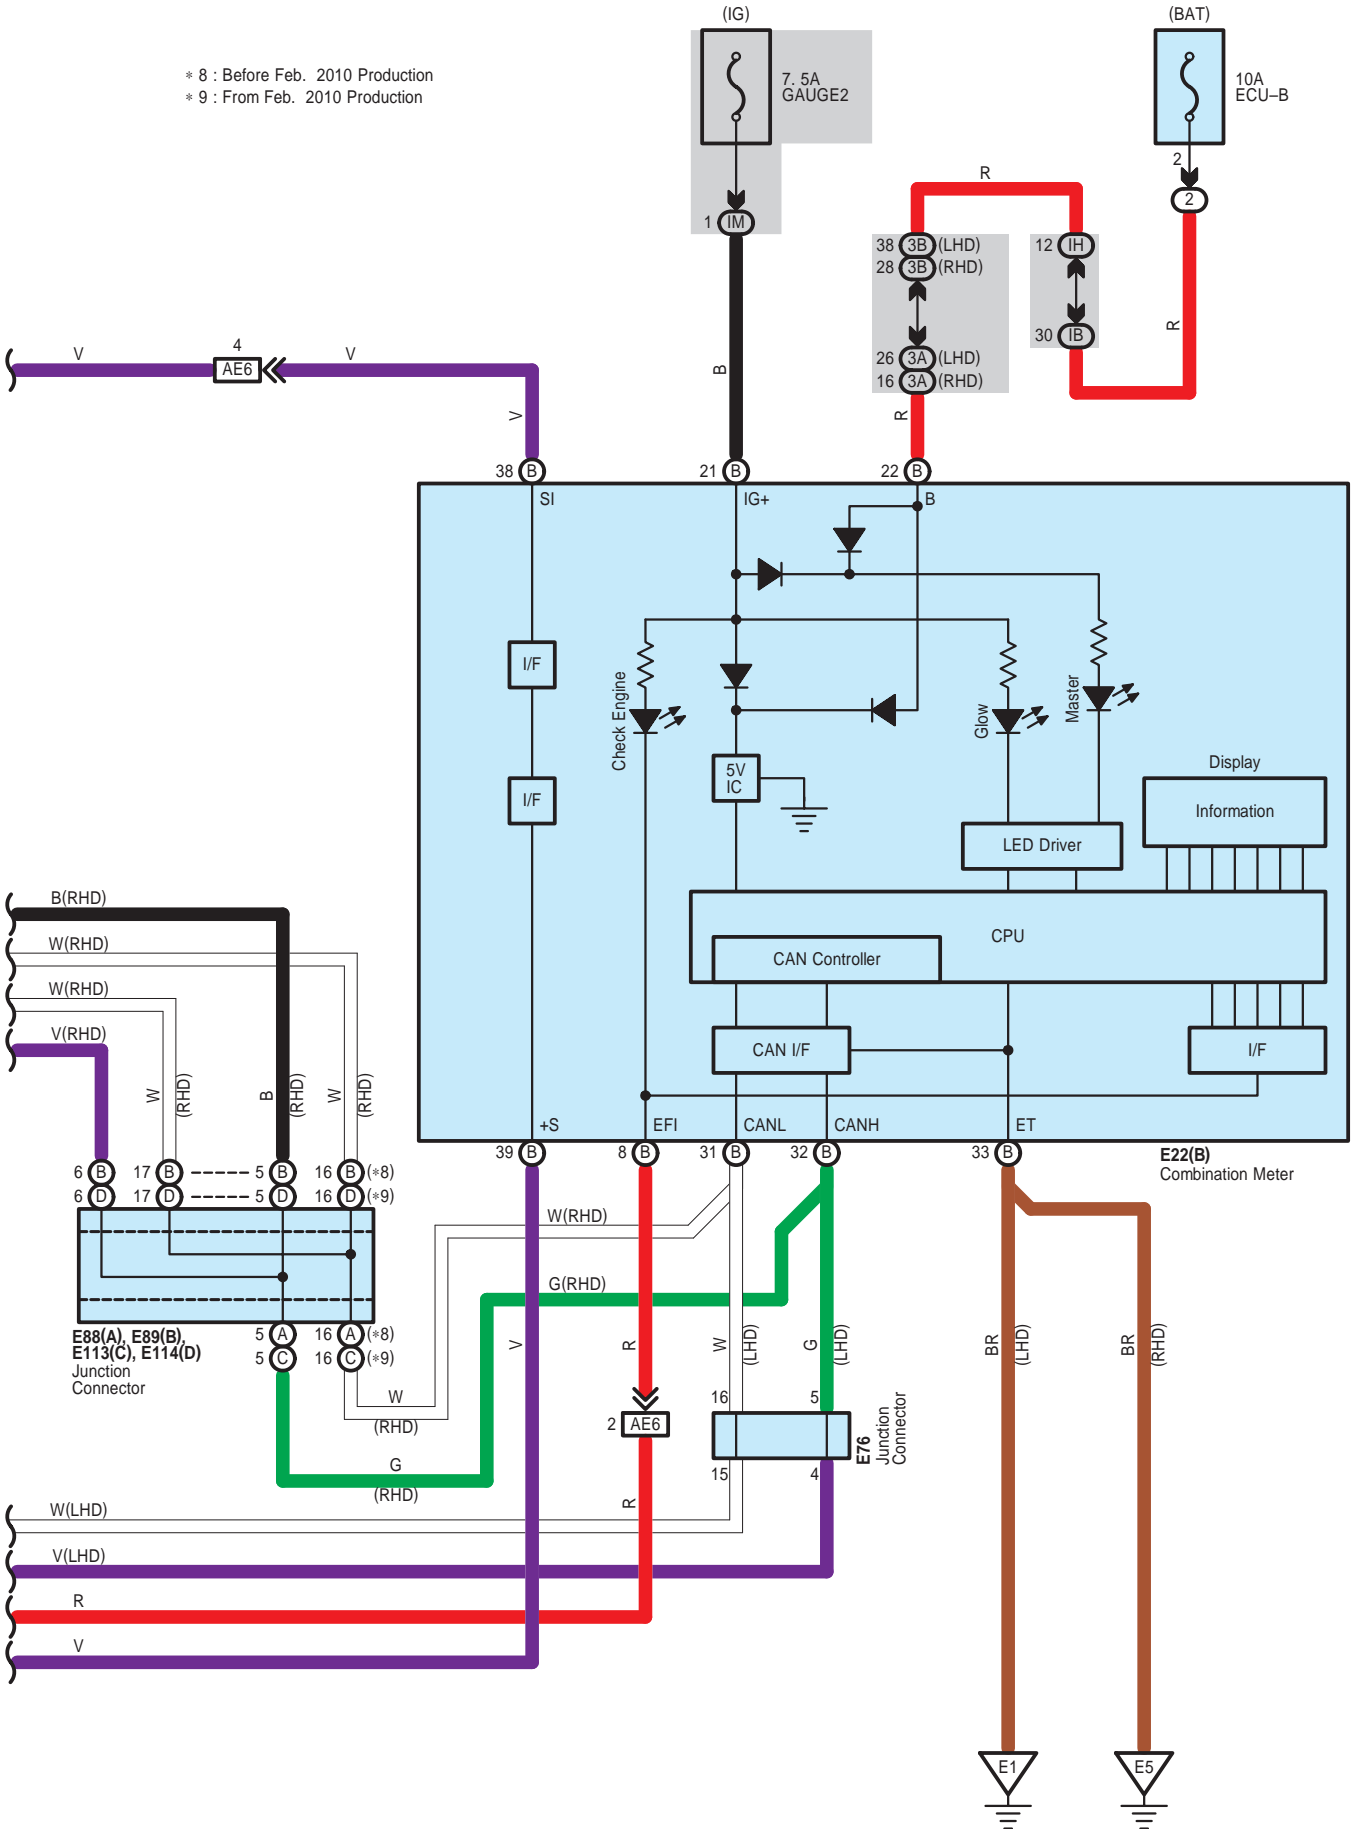 (IG)
(BAT)
* 8 : Before Feb. 2010 Production
* 9 : From Feb. 2010 Production
7. 5A
GAUGE2
10A
ECU–B
2
2
1 IM
R
38 3B (LHD)
28 3B (RHD)
12 IH
R
30 IB
26 3A (LHD)
16 3A (RHD)
B
R
V
4
AE6
V
V
38 B
21 B
22 B
SI
IG+
B
I/F
Check Engine
Glow
Master
5V
IC
I/F
Display
Information
LED Driver
CPU
CAN Controller
CAN I/F
I/F
B(RHD)
W(RHD)
W(RHD)
V(RHD)
W
(RHD)
B
(RHD)
W
(RHD)
+S
EFI
CANL
CANH
ET
39 B
8 B
31 B
32 B
33 B
E22(B)
Combination Meter
6 B 17 B 5 B 16 B (*8)
6 D 17 D 5 D 16 D (*9)
W(RHD)
G(RHD)
E88(A), E89(B),
E113(C), E114(D)
Junction
Connector
5 A 16 A (*8)
5 C 16 C (*9)
V
R
W
(LHD)
G
(LHD)
BR
(LHD)
BR
(RHD)
W
(RHD)
16
5
2 AE6
E76
Junction
Connector
15
4
G
(RHD)
R
W(LHD)
V(LHD)
R
V
E1
E5